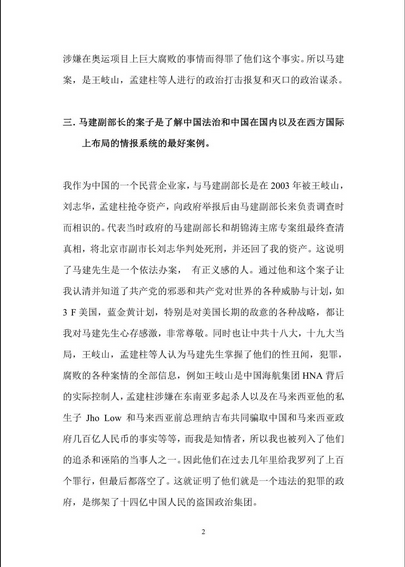 涉嫌在奥运项目上巨大腐败的事情而得罪了他们这个事实。所以马建
案，是王岐山，孟建柱等人进行的政治打击报复和灭口的政治谋杀。
三．马建副部长的案子是了解中国法治和中国在国内以及在西方国际
上布局的情报系统的最好案例。
我作为中国的一个民营企业家，与马建副部长是在 2003 年被王岐山，
刘志华，孟建柱抢夺资产，向政府举报后由马建副部长来负责调查时
而相识的。代表当时政府的马建副部长和胡锦涛主席专案组最终查清
真相，将北京市副市长刘志华判处死刑，并还回了我的资产。这说明
了马建先生是一个依法办案， 有正义感的人。通过他和这个案子让
我认清并知道了共产党的邪恶和共产党对世界的各种威胁与计划，如
3 F 美国，蓝金黄计划，特别是对美国长期的敌意的各种战略，都让
我对马建先生心存感激，非常尊敬。同时也让中共十八大，十九大当
局，王岐山，孟建柱等人认为马建先生掌握了他们的性丑闻，犯罪，
腐败的各种案情的全部信息，例如王岐山是中国海航集团 HNA 背后
的实际控制人，孟建柱涉嫌在东南亚多起杀人以及在马来西亚他的私
生子 Jho Low 和马来西亚前总理纳吉布共同骗取中国和马来西亚政
府几百亿人民币的事实等等，而我是知情者，所以我也被列入了他们
的追杀和诬陷的当事人之一。因此他们在过去几年里给我罗列了上百
个罪行，但最后都落空了。这就证明了他们就是一个违法的犯罪的政
府，是绑架了十四亿中国人民的盗国政治集团。
2